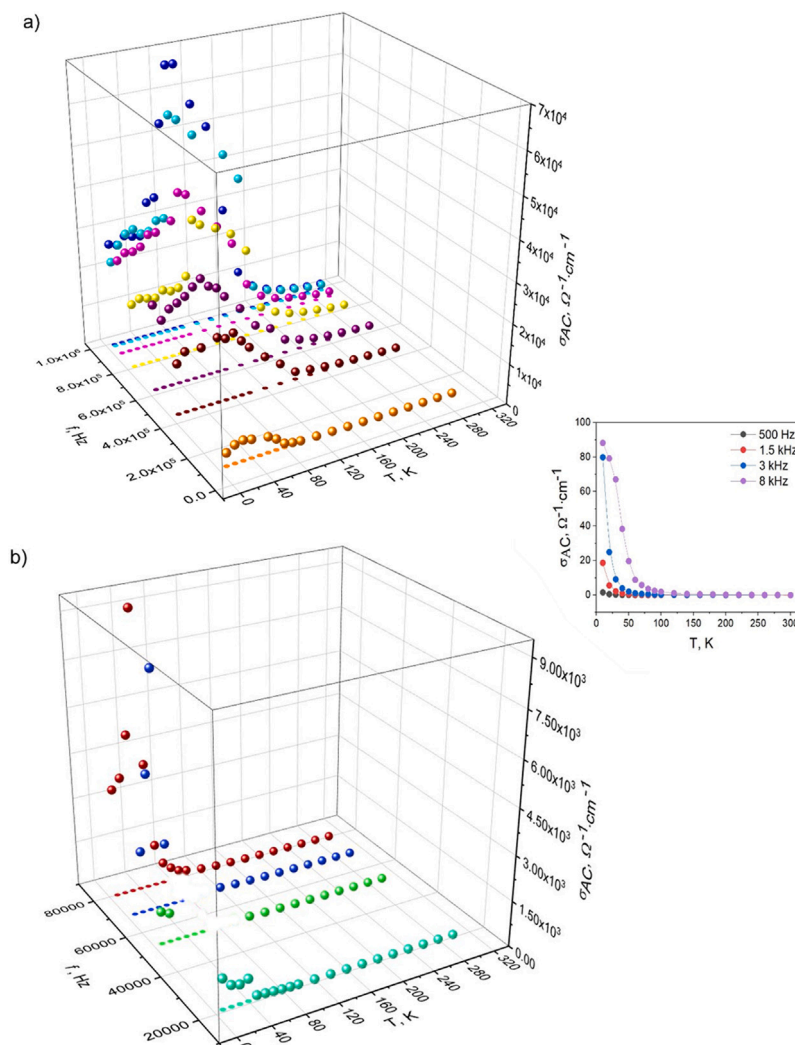 a)
7x10⁴
6x10⁴
5x10⁴
4x10⁴
3x10⁴
2x10⁴
1x10⁴
0
σAC, Ω⁻¹cm⁻¹
1.0x10⁵
8.0x10⁵
6.0x10⁵
4.0x10⁵
2.0x10⁵
0.0
f, Hz
0
40
80
120
160
200
240
280
320
T, K
100
80
60
40
20
0
σAC, Ω⁻¹·cm⁻¹
500 Hz
1.5 kHz
3 kHz
8 kHz
0 50 100 150 200 250 300
T, K
b)
9.00x10³
7.50x10³
6.00x10³
4.50x10³
3.00x10³
1.50x10³
0.00
σAC, Ω⁻¹cm⁻¹
80000
60000
40000
20000
f, Hz
0
40
80
120
160
200
240
280
320
T, K